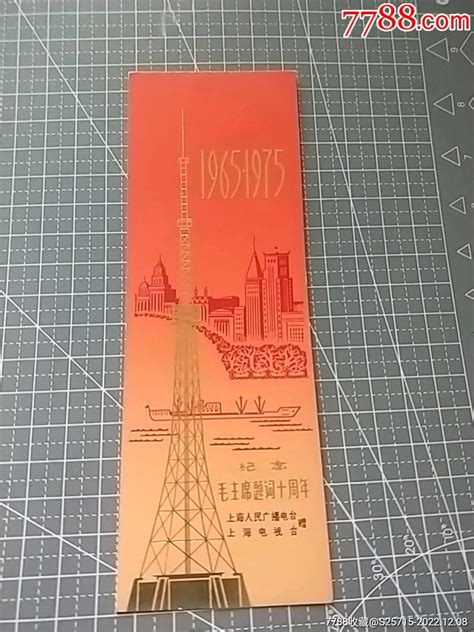 7788.com
1965·1975
纪念
毛主席题词十周年
上海人民广播电台
上海电视台
赠
7788收藏@S25715-2022.12.08